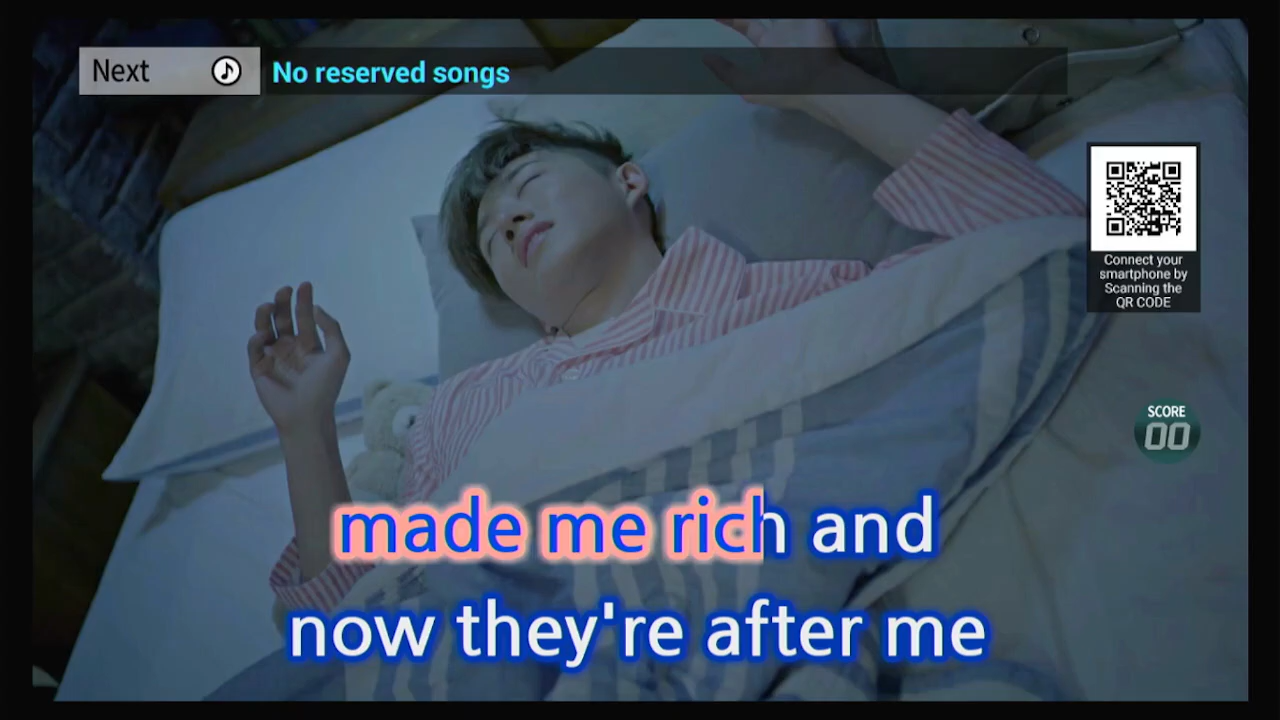 Next
No reserved songs
Connect your
smartphone by
Scanning the
QR CODE
SCORE
00
made me rich and
now they're after me